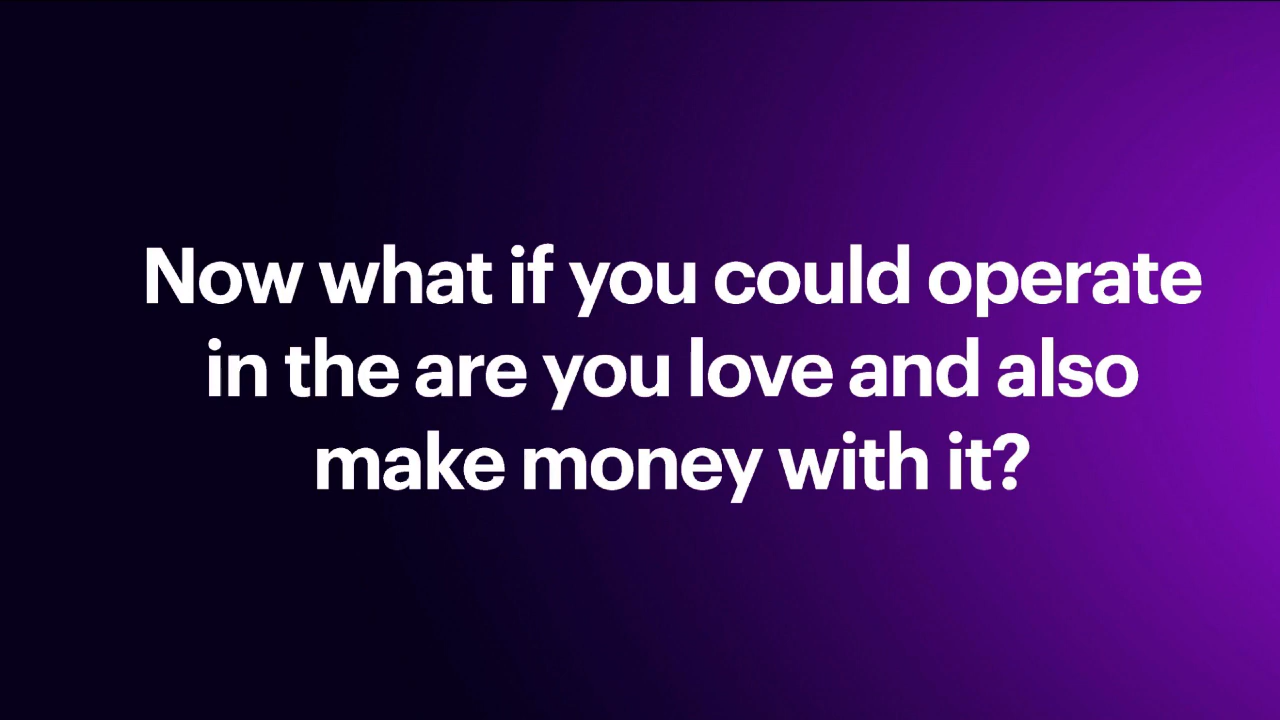 Now what if you could operate
in the are you love and also
make money with it?